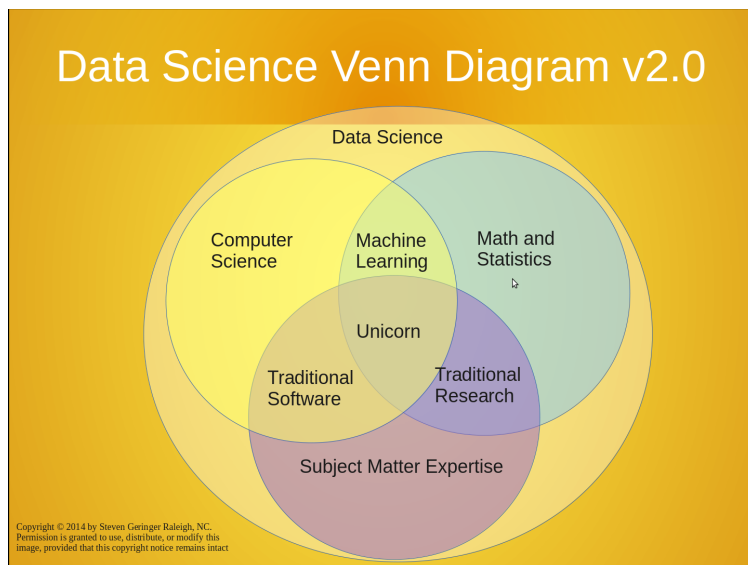 Data Science Venn Diagram v2.0
Data Science
Computer
Science
Machine
Learning
Math and
Statistics
Unicorn
Traditional
Software
Traditional
Research
Subject Matter Expertise
Copyright © 2014 by Steven Geringer Raleigh, NC.
Permission is granted to use, distribute, or modify this
image, provided that this copyright notice remains intact